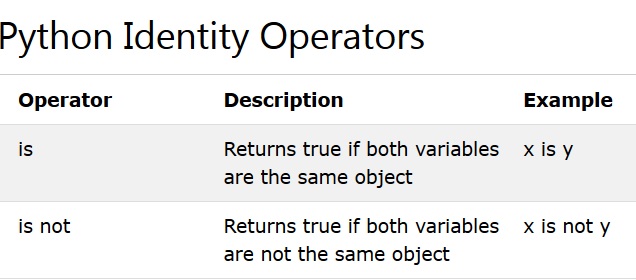 Python Identity Operators
Operator Description Example
is Returns true if both variables x is y
are the same object
is not Returns true if both variables x is not y
are not the same object